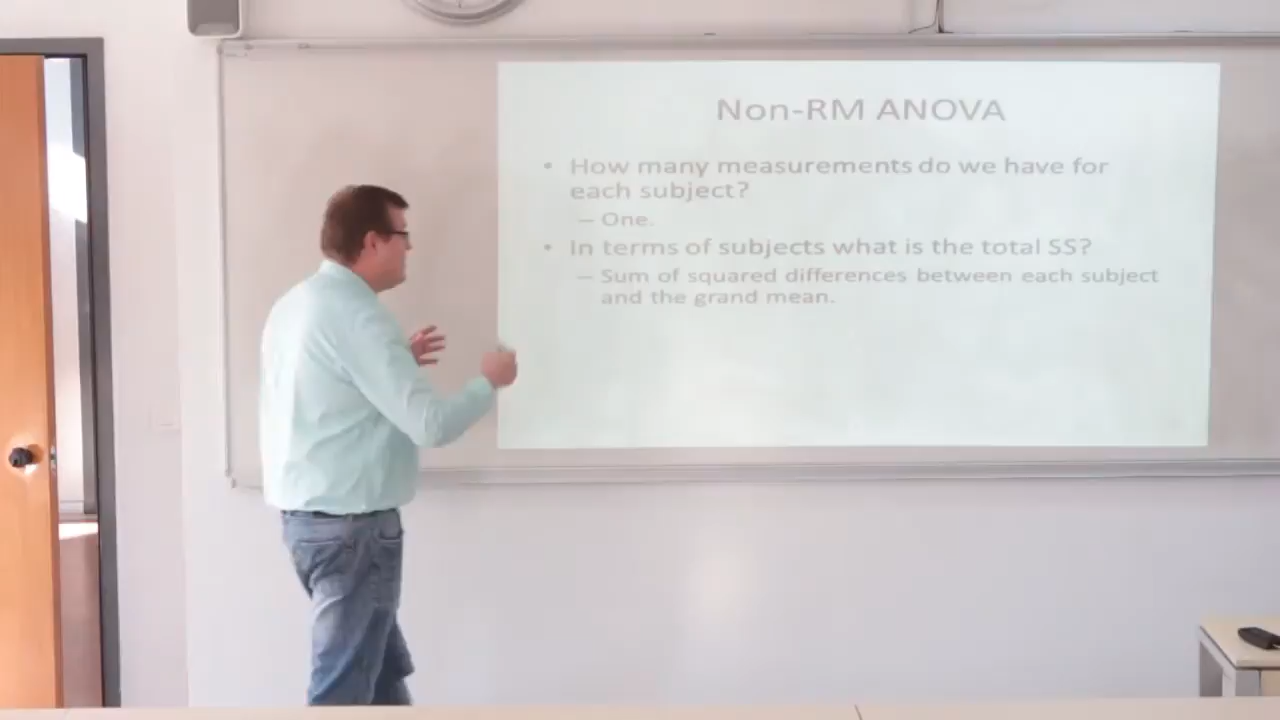 Non-RM ANOVA
• How many measurements do we have for
each subject?
– One.
• In terms of subjects what is the total SS?
– Sum of squared differences between each subject
and the grand mean.